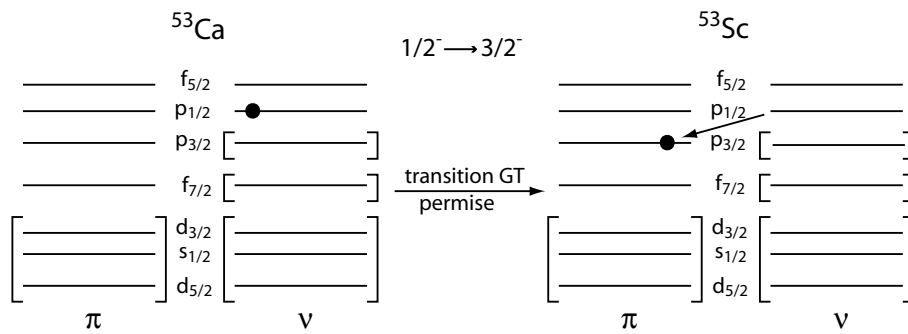 ⁵³Ca
1/2⁻ ⟶ 3/2⁻
⁵³Sc
f₅/₂
p₁/₂
p₃/₂
f₇/₂
d₃/₂
s₁/₂
d₅/₂
π
ν
transition GT
permise
f₅/₂
p₁/₂
p₃/₂
f₇/₂
d₃/₂
s₁/₂
d₅/₂
π
ν